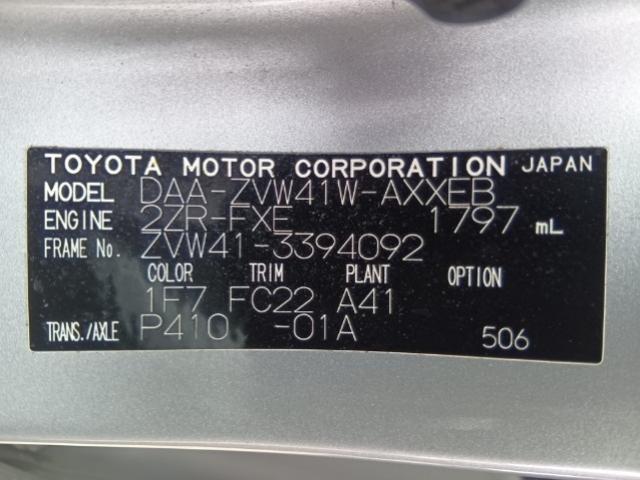 TOYOTA MOTOR CORPORATION JAPAN
MODEL DAA-ZVW41W-AXXEB
ENGINE 2ZR-FXE 1797 mL
FRAME No. ZVW41-3394092
COLOR TRIM PLANT OPTION
1F7 FC22 A41
TRANS./AXLE P410 -01A 506